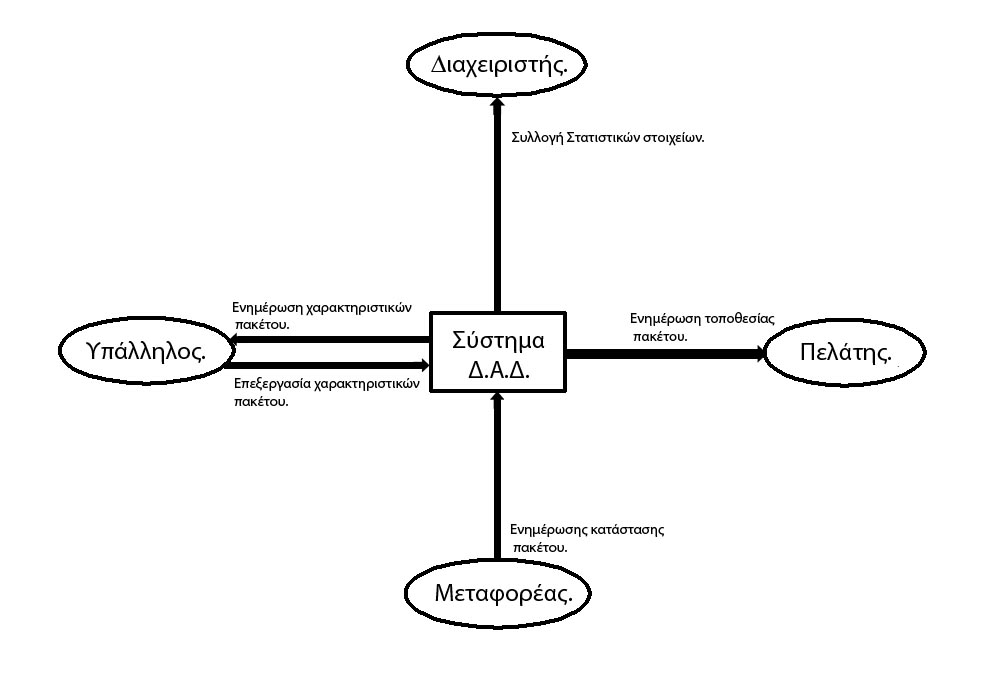 Διαχειριστής.
Συλλογή Στατιστικών στοιχείων.
Ενημέρωση χαρακτηριστικών
πακέτου.
Υπάλληλος.
Επεξεργασία χαρακτηριστικών
πακέτου.
Σύστημα
Δ.Α.Δ.
Ενημέρωση τοποθεσίας
πακέτου.
Πελάτης.
Ενημέρωσης κατάστασης
πακέτου.
Μεταφορέας.